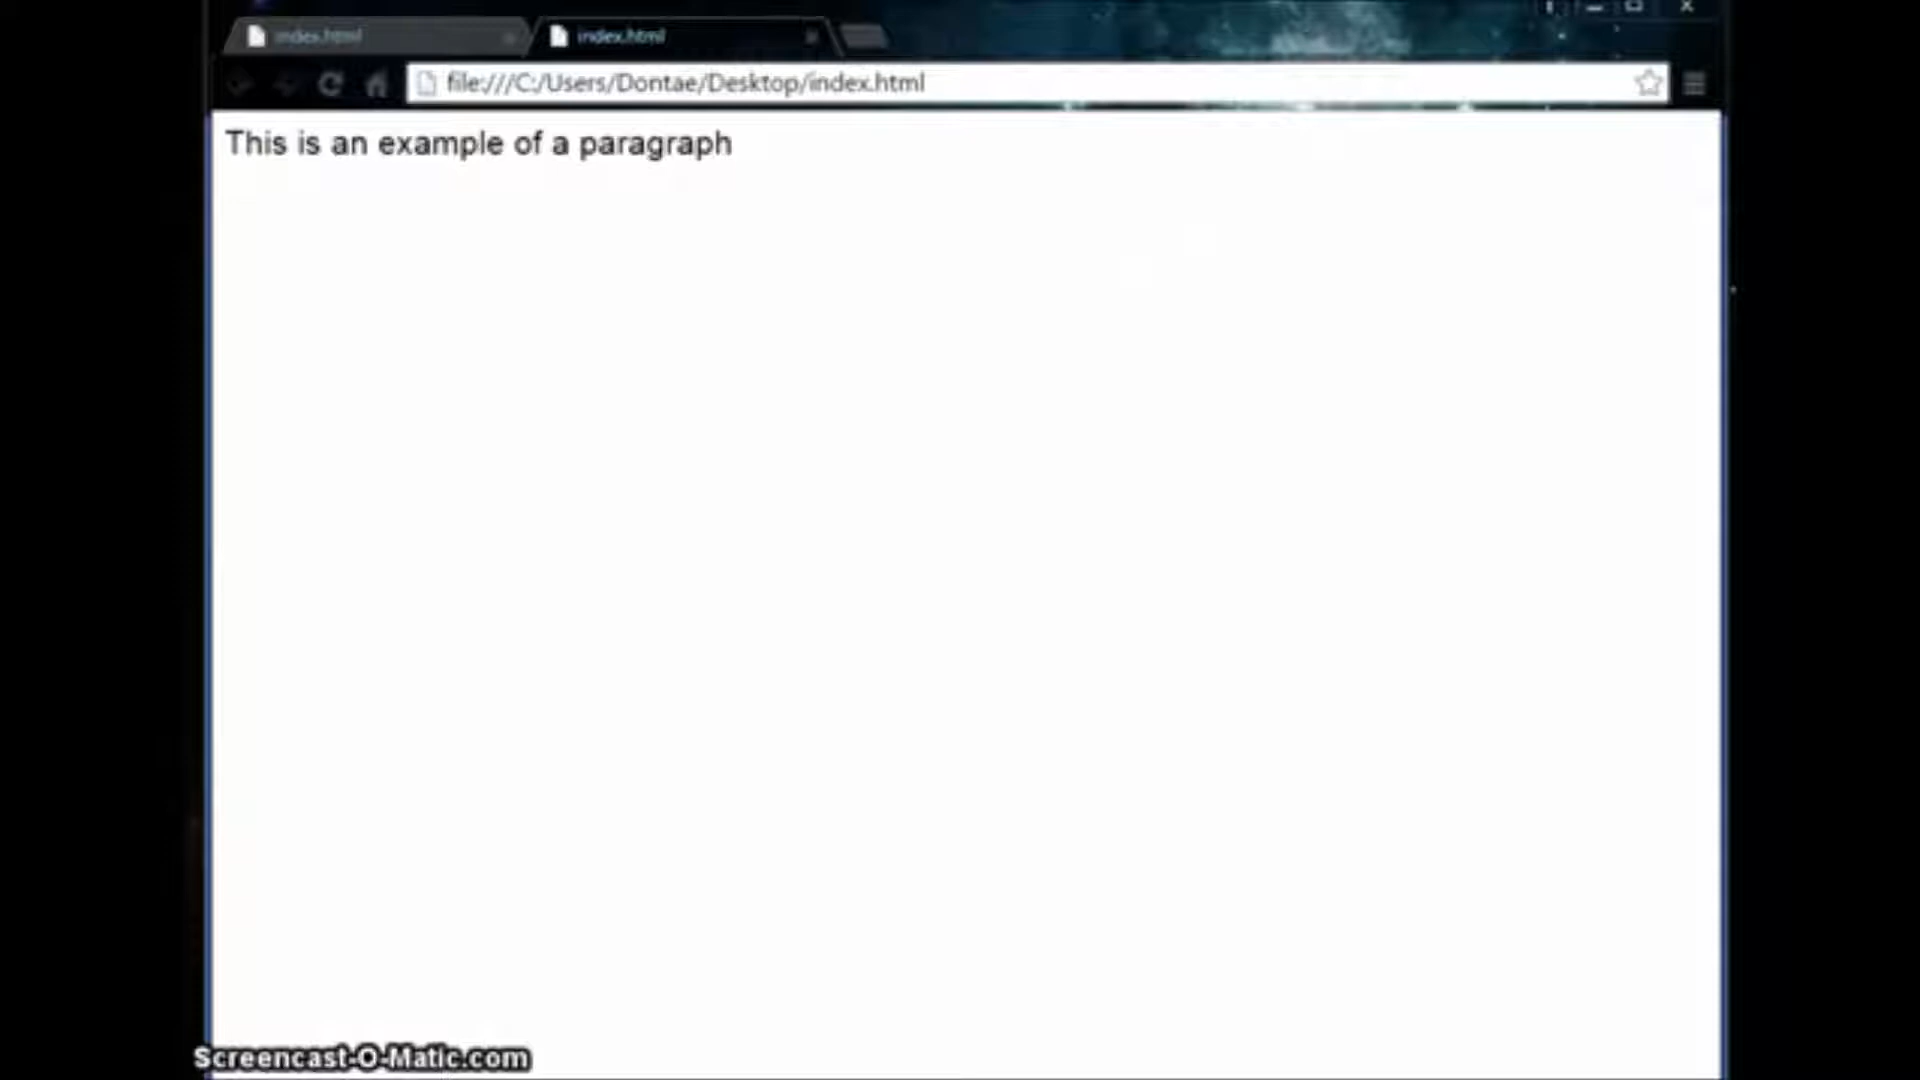 index.html
index.html
file:///C:/Users/Dontae/Desktop/index.html
This is an example of a paragraph
Screencast-O-Matic.com